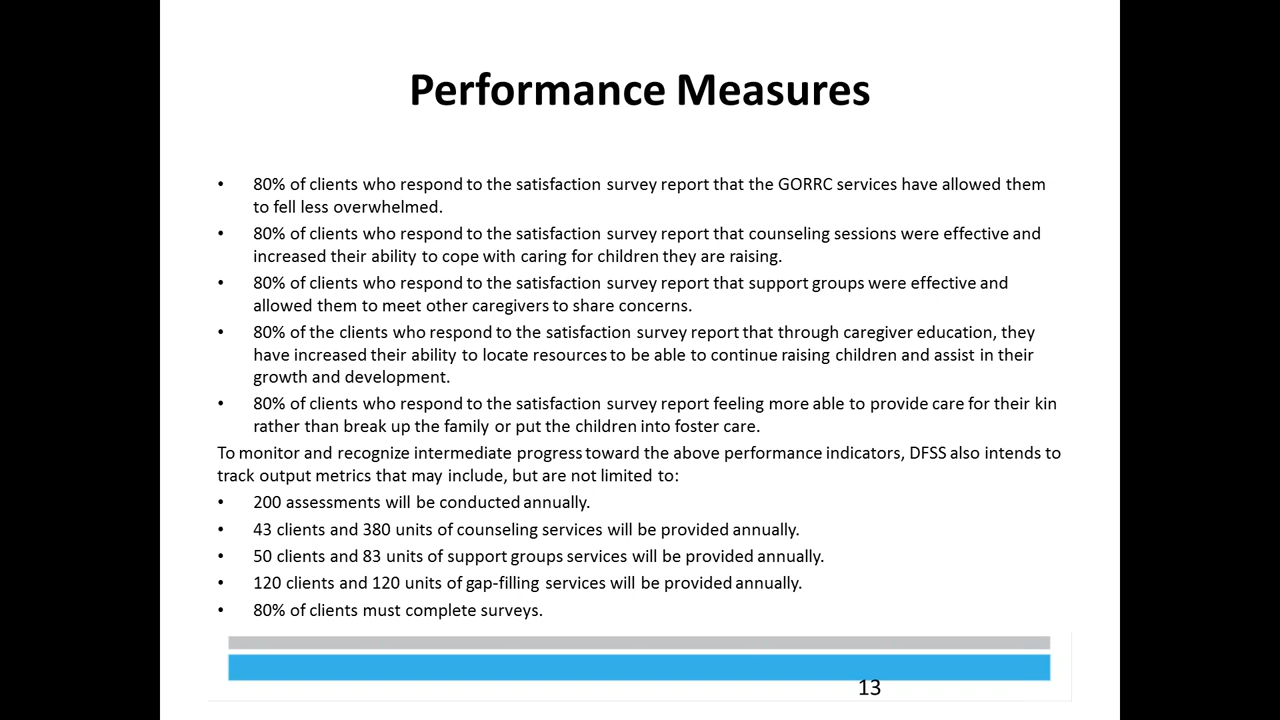 Performance Measures
• 80% of clients who respond to the satisfaction survey report that the GORRC services have allowed them
to fell less overwhelmed.
• 80% of clients who respond to the satisfaction survey report that counseling sessions were effective and
increased their ability to cope with caring for children they are raising.
• 80% of clients who respond to the satisfaction survey report that support groups were effective and
allowed them to meet other caregivers to share concerns.
• 80% of the clients who respond to the satisfaction survey report that through caregiver education, they
have increased their ability to locate resources to be able to continue raising children and assist in their
growth and development.
• 80% of clients who respond to the satisfaction survey report feeling more able to provide care for their kin
rather than break up the family or put the children into foster care.
To monitor and recognize intermediate progress toward the above performance indicators, DFSS also intends to
track output metrics that may include, but are not limited to:
• 200 assessments will be conducted annually.
• 43 clients and 380 units of counseling services will be provided annually.
• 50 clients and 83 units of support groups services will be provided annually.
• 120 clients and 120 units of gap-filling services will be provided annually.
• 80% of clients must complete surveys.
13